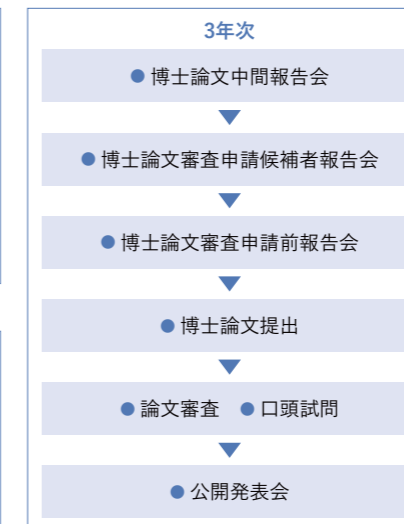 3年次
● 博士論文中間報告会
● 博士論文審査申請候補者報告会
● 博士論文審査申請前報告会
● 博士論文提出
● 論文審査 ● 口頭試問
● 公開発表会